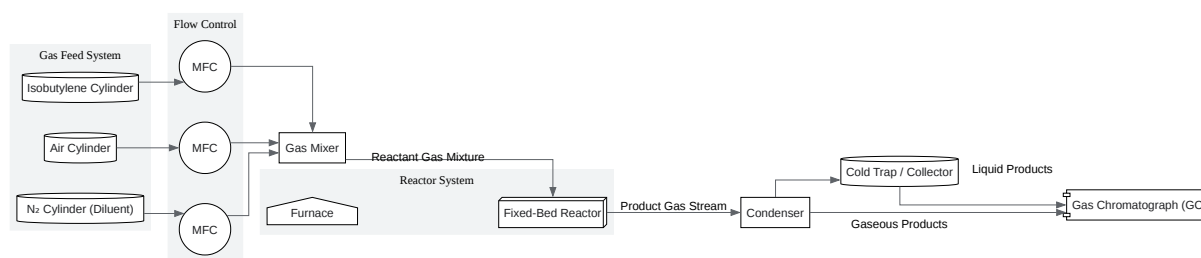 Flow Control
Gas Feed System
MFC
Isobutylene Cylinder
Air Cylinder
MFC
Gas Mixer
Reactant Gas Mixture
Reactor System
N₂ Cylinder (Diluent)
MFC
Furnace
Fixed-Bed Reactor
Product Gas Stream
Condenser
Cold Trap / Collector
Liquid Products
Gaseous Products
Gas Chromatograph (GC